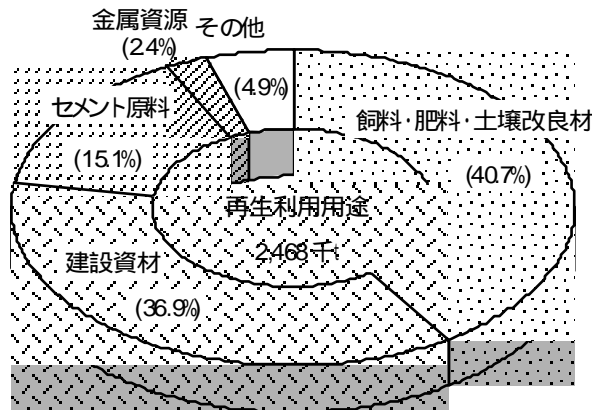 金属資源
(2.4%)
その他
(4.9%)
セメント原料
(15.1%)
飼料・肥料・土壌改良材
(40.7%)
再生利用用途
2,468千t
建設資材
(36.9%)